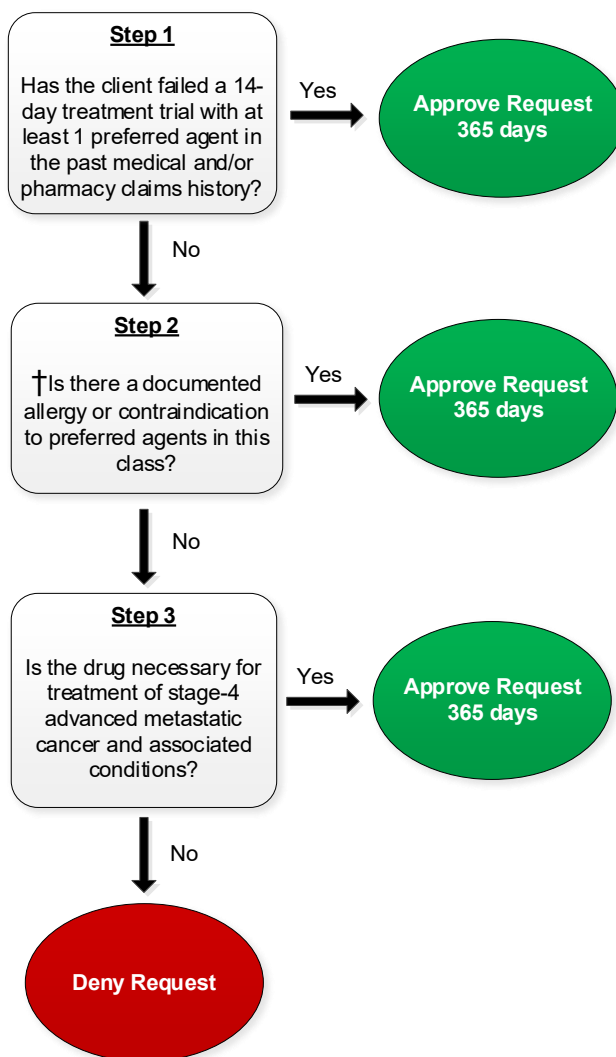 Step 1
Has the client failed a 14-
day treatment trial with at
least 1 preferred agent in
the past medical and/or
pharmacy claims history?
Yes
Approve Request
365 days
No
Step 2
†Is there a documented
allergy or contraindication
to preferred agents in this
class?
Yes
Approve Request
365 days
No
Step 3
Is the drug necessary for
treatment of stage-4
advanced metastatic
cancer and associated
conditions?
Yes
Approve Request
365 days
No
Deny Request